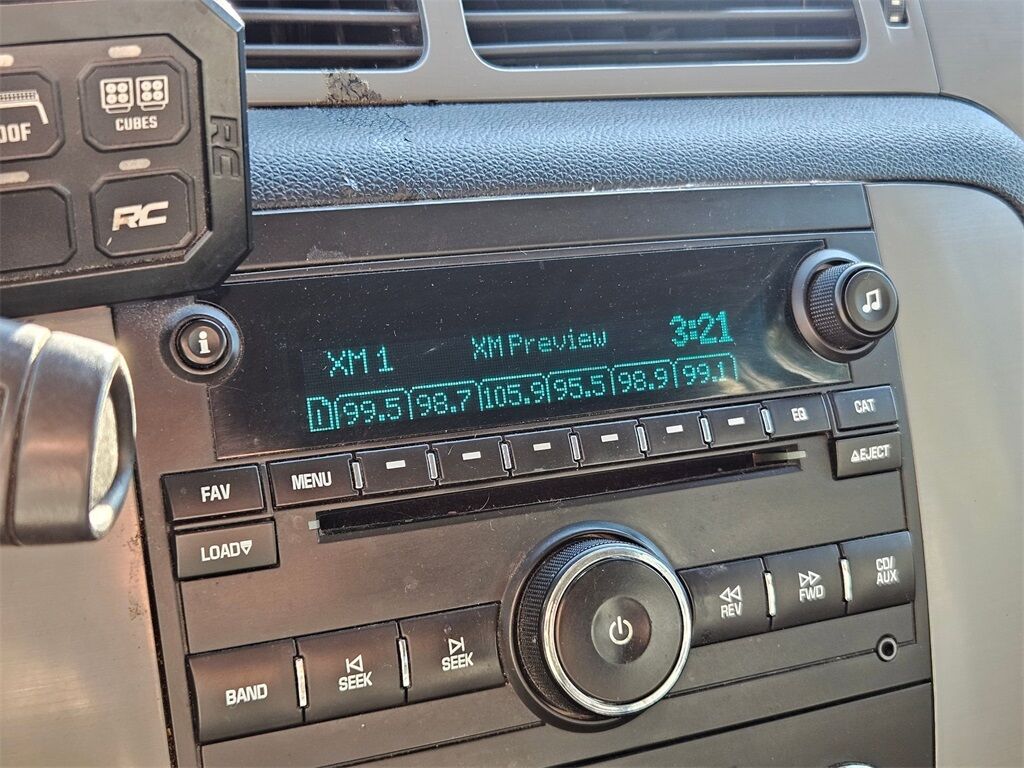 OOF
CUBES
RC
RC
i
XM 1 XM Preview 3:21
1 99.5 98.7 105.9 95.5 98.9 99.1
FAV MENU EQ CAT
LOAD EJECT
BAND SEEK SEEK REV FWD CD/
AUX